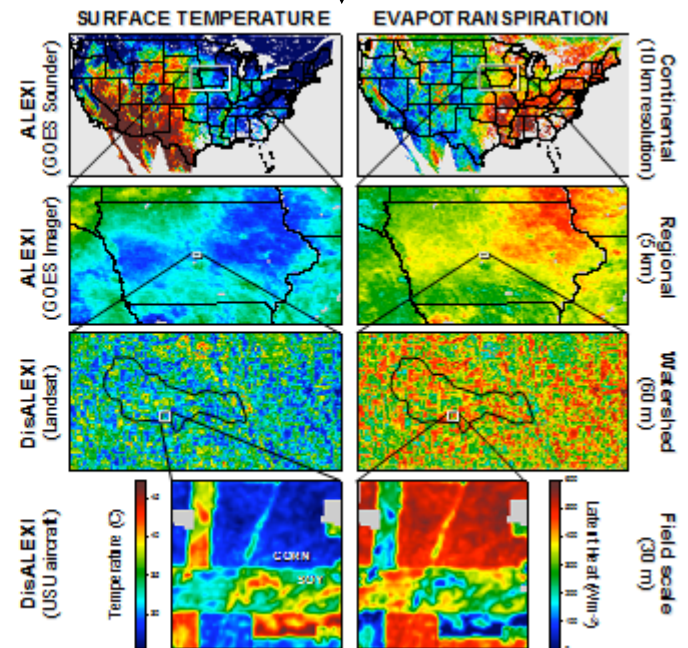 SURFACE TEMPERATURE
EVAPOTRANSPIRATION
ALEXI
(GOES Sounder)
Continental
(10 km resolution)
ALEXI
(GOES Imager)
Regional
(5 km)
DisALEXI
(Landsat)
Watershed
(60 m)
DisALEXI
(USU aircraft)
Temperature (C)
CORN
SOY
Latent Heat (Wm-2)
Field scale
(30 m)